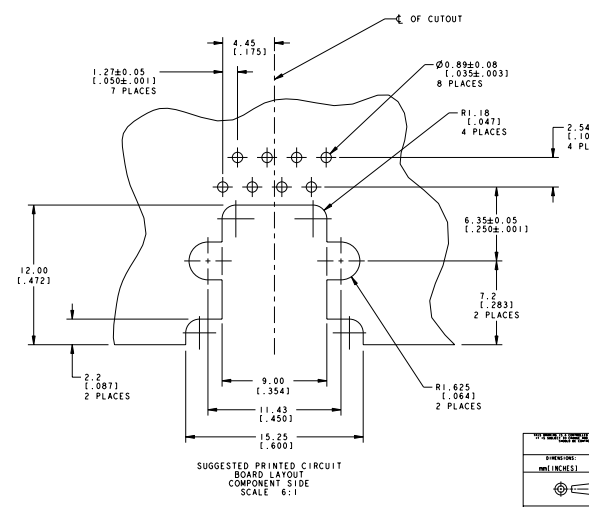 4.45
[.175]
℄ OF CUTOUT
1.27±0.05
[.050±.001]
7 PLACES
Ø0.89±0.08
[.035±.003]
8 PLACES
R1.18
[.047]
4 PLACES
2.54
[.10
4 PL
6.35±0.05
[.250±.001]
12.00
[.472]
7.2
[.283]
2 PLACES
2.2
[.087]
2 PLACES
9.00
[.354]
R1.625
[.064]
2 PLACES
11.43
[.450]
15.25
[.600]
SUGGESTED PRINTED CIRCUIT
BOARD LAYOUT
COMPONENT SIDE
SCALE 6:1
DIMENSIONS:
mm[INCHES]